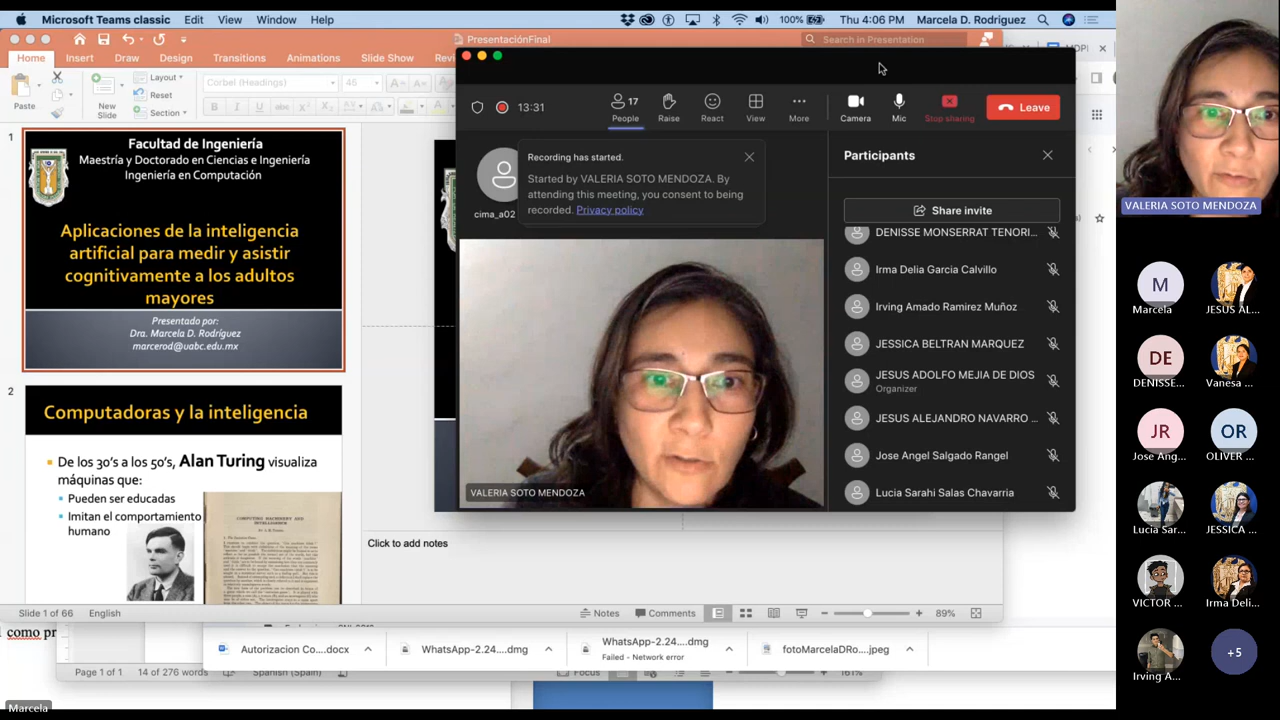 Microsoft Teams classic Edit View Window Help
100% Thu 4:06 PM Marcela D. Rodriguez
PresentaciónFinal
Search in Presentation
Home Insert Draw Design Transitions Animations Slide Show
Paste
New
Slide
Layout
Reset
Section
Corbel (Headings)
45
1
Facultad de Ingeniería
Maestría y Doctorado en Ciencias e Ingeniería
Ingeniería en Computación
Aplicaciones de la inteligencia
artificial para medir y asistir
cognitivamente a los adultos
mayores
Presentado por:
Dra. Marcela D. Rodríguez
marcerod@uabc.edu.mx
2
Computadoras y la inteligencia
De los 30's a los 50's, Alan Turing visualiza
máquinas que:
Pueden ser educadas
Imitan el comportamiento
humano
COMPUTING MACHINERY AND
INTELLIGENCE
Click to add notes
Slide 1 of 66 English
Notes Comments 89%
13:31
17
People Raise React View More Camera Mic Stop sharing Leave
cima_a02
Recording has started.
Started by VALERIA SOTO MENDOZA. By
attending this meeting, you consent to being
recorded. Privacy policy
VALERIA SOTO MENDOZA
Participants
Share invite
DENISSE MONSERRAT TENORI...
Irma Delia Garcia Calvillo
Irving Amado Ramirez Muñoz
JESSICA BELTRAN MARQUEZ
JESUS ADOLFO MEJIA DE DIOS
Organizer
JESUS ALEJANDRO NAVARRO ...
Jose Angel Salgado Rangel
Lucia Sarahi Salas Chavarria
como pr
Autorizacion Co....docx
WhatsApp-2.24....dmg
WhatsApp-2.24....dmg
Failed - Network error
fotoMarcelaDRo....jpeg
Page 1 of 1 14 of 276 words Spanish (Spain) Focus 161%
Marcela
VALERIA SOTO MENDOZA
M
Marcela
JESUS AL...
DE
DENISSE...
Vanesa ...
JR
Jose Ang...
OR
OLIVER ...
Lucia Sar...
JESSICA ...
VICTOR ...
Irma Deli...
Irving A...
+5